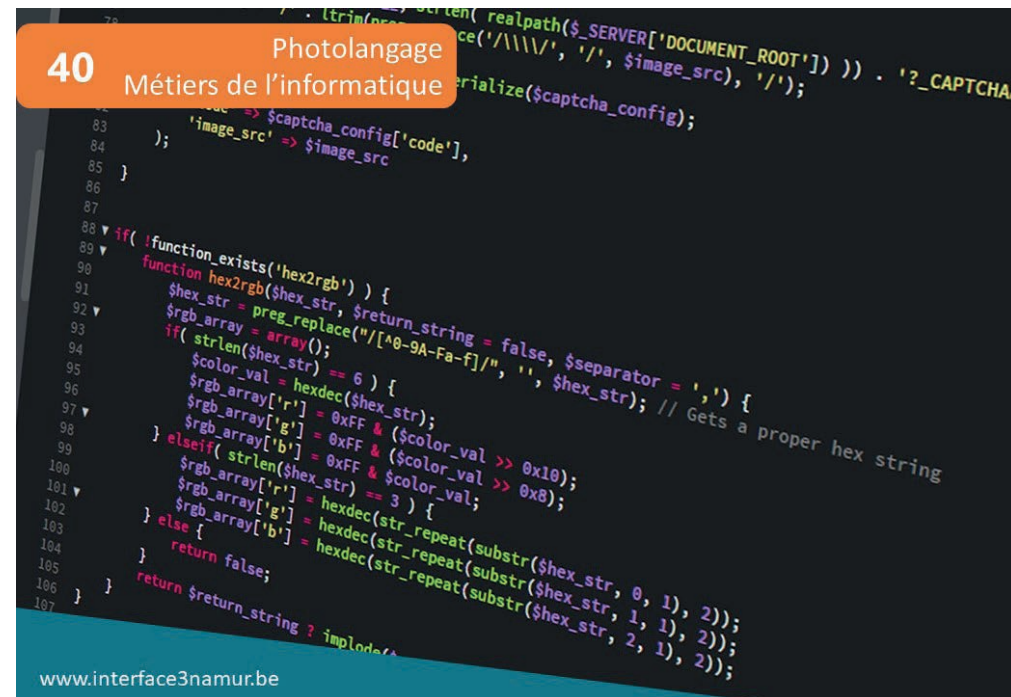 40
Photolangage
Métiers de l'informatique
strlen( realpath($_SERVER['DOCUMENT_ROOT']) )) . '?_CAPTCHA
'/\\\\/', '/', $image_src), '/');
($captcha_config);
83 => $captcha_config['code'],
84 'image_src' => $image_src
85 );
86 }
87
88 if( !function_exists('hex2rgb') ) {
89 function hex2rgb($hex_str, $return_string = false, $separator = ',') {
90 $hex_str = preg_replace("/[^0-9A-Fa-f]/", '', $hex_str); // Gets a proper hex string
91 $rgb_array = array();
92 if( strlen($hex_str) == 6 ) {
93 $color_val = hexdec($hex_str);
94 $rgb_array['r'] = 0xFF & ($color_val >> 0x10);
95 $rgb_array['g'] = 0xFF & ($color_val >> 0x8);
96 $rgb_array['b'] = 0xFF & $color_val;
97 } elseif( strlen($hex_str) == 3 ) {
98 $rgb_array['r'] = hexdec(str_repeat(substr($hex_str, 0, 1), 2));
99 $rgb_array['g'] = hexdec(str_repeat(substr($hex_str, 1, 1), 2));
100 $rgb_array['b'] = hexdec(str_repeat(substr($hex_str, 2, 1), 2));
101 } else {
102 return false;
103 }
104 return $return_string ? implode(
105 }
106 }
107
www.interface3namur.be